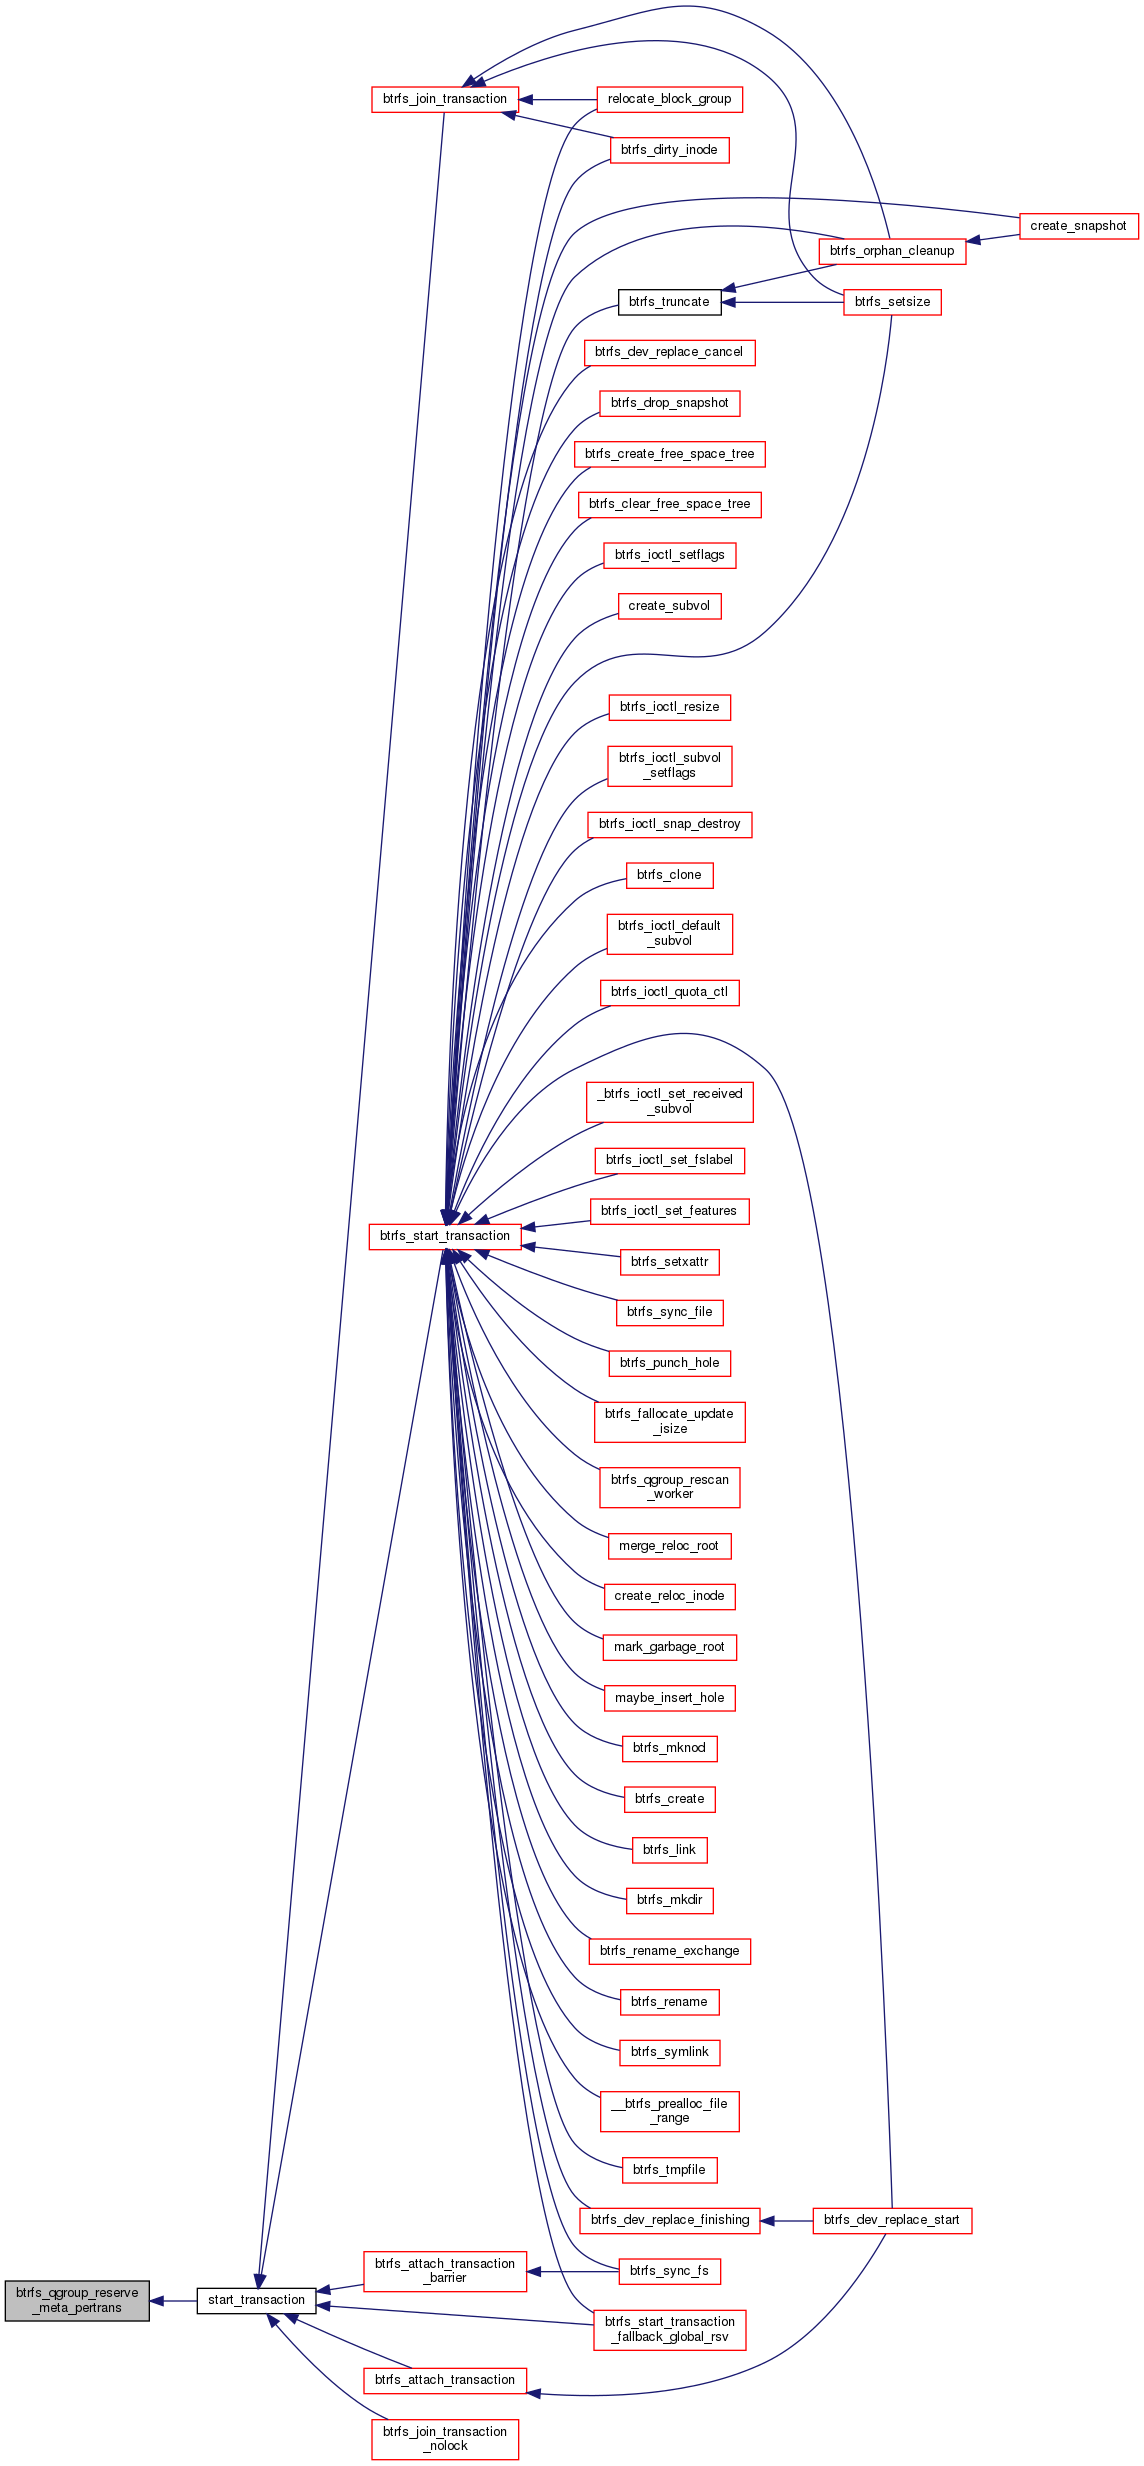 btrfs_join_transaction
relocate_block_group
btrfs_dirty_inode
create_snapshot
btrfs_orphan_cleanup
btrfs_truncate
btrfs_setsize
btrfs_dev_replace_cancel
btrfs_drop_snapshot
btrfs_create_free_space_tree
btrfs_clear_free_space_tree
btrfs_ioctl_setflags
create_subvol
btrfs_ioctl_resize
btrfs_ioctl_subvol
_setflags
btrfs_ioctl_snap_destroy
btrfs_clone
btrfs_ioctl_default
_subvol
btrfs_ioctl_quota_ctl
_btrfs_ioctl_set_received
_subvol
btrfs_ioctl_set_fslabel
btrfs_ioctl_set_features
btrfs_start_transaction
btrfs_setxattr
btrfs_sync_file
btrfs_punch_hole
btrfs_fallocate_update
_isize
btrfs_qgroup_rescan
_worker
merge_reloc_root
create_reloc_inode
mark_garbage_root
maybe_insert_hole
btrfs_mknod
btrfs_create
btrfs_link
btrfs_mkdir
btrfs_rename_exchange
btrfs_rename
btrfs_symlink
__btrfs_prealloc_file
_range
btrfs_tmpfile
btrfs_dev_replace_finishing
btrfs_dev_replace_start
btrfs_attach_transaction
_barrier
btrfs_sync_fs
btrfs_qgroup_reserve
_meta_pertrans
start_transaction
btrfs_start_transaction
_fallback_global_rsv
btrfs_attach_transaction
btrfs_join_transaction
_nolock